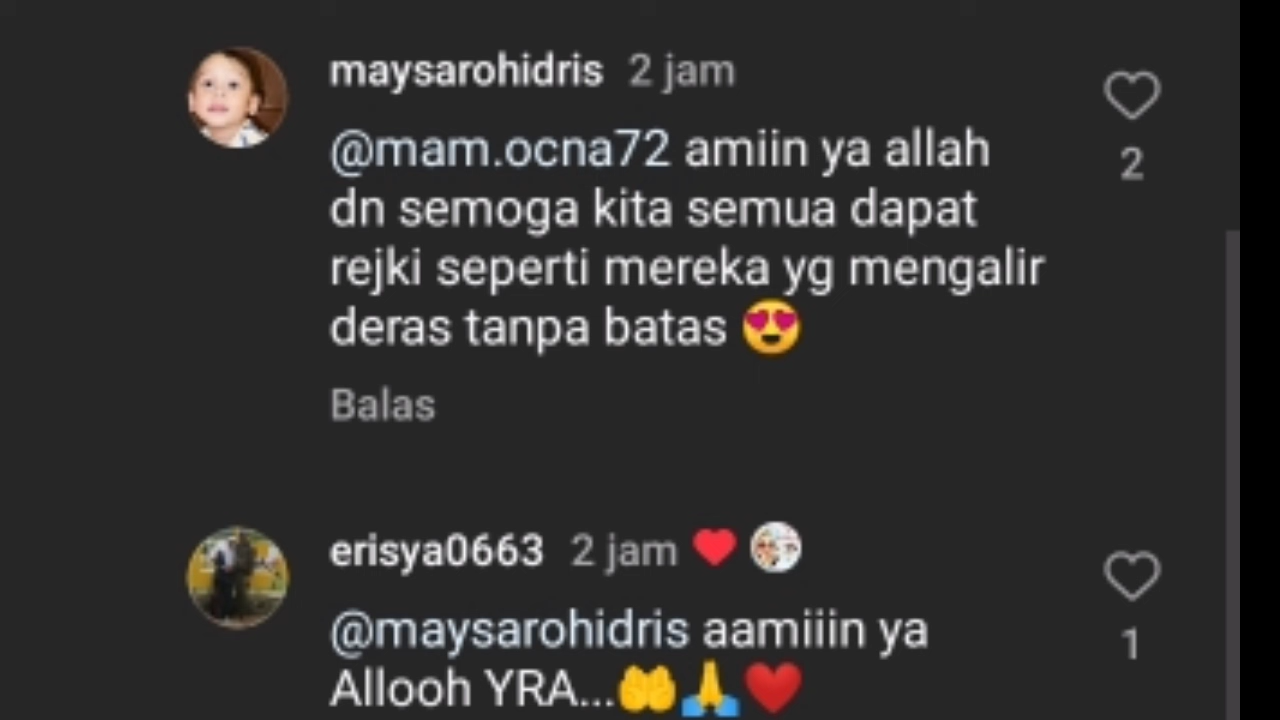 maysarohidris 2 jam
@mam.ocna72 amiin ya allah
dn semoga kita semua dapat
rejki seperti mereka yg mengalir
deras tanpa batas 😍
2
Balas
erisya0663 2 jam ❤️
@maysarohidris aamiiin ya
Allooh YRA...🤲🙏❤️
1